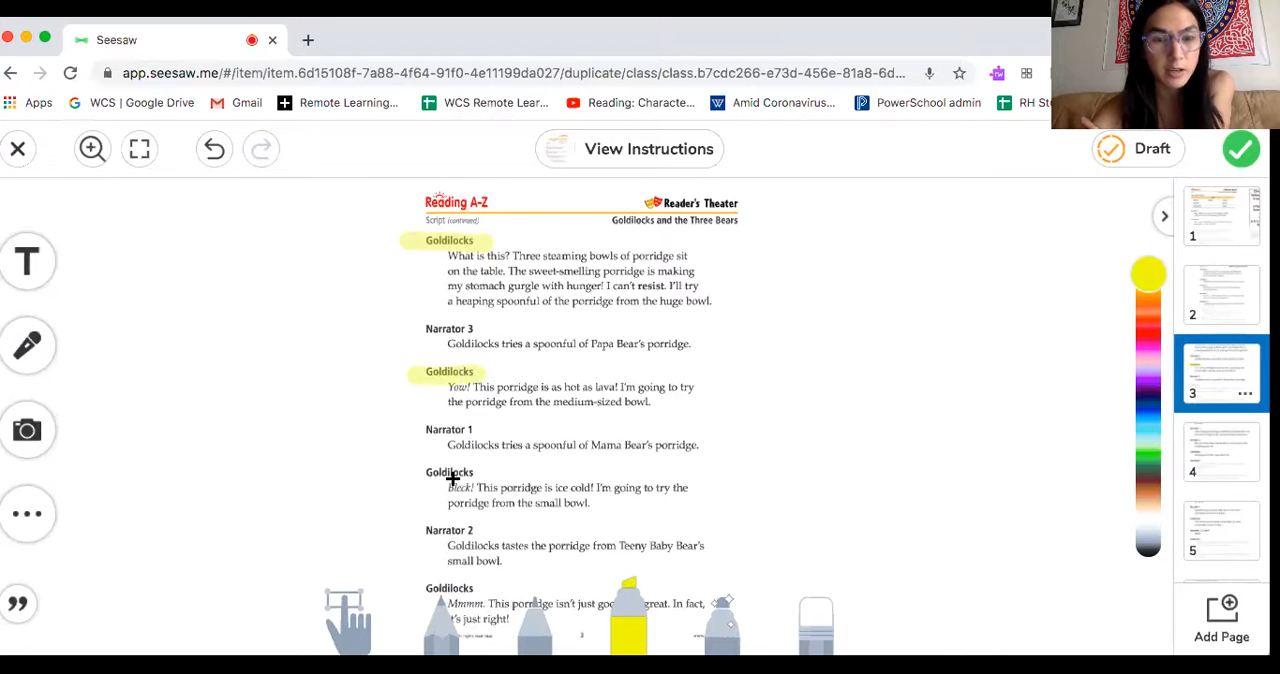 Seesaw
app.seesaw.me/#/item/item.6d15108f-7a88-4f64-91f0-4e11199da027/duplicate/class/class.b7cdc266-e73d-456e-81a8-6d...
Apps
WCS | Google Drive
Gmail
Remote Learning...
WCS Remote Lear...
Reading: Characte...
Amid Coronavirus...
PowerSchool admin
RH St
View Instructions
Draft
Reading A-Z
Reader's Theater
Script (continued)
Goldilocks and the Three Bears
Goldilocks
What is this? Three steaming bowls of porridge sit
on the table. The sweet-smelling porridge is making
my stomach gurgle with hunger! I can't resist. I'll try
a heaping spoonful of the porridge from the huge bowl.
Narrator 3
Goldilocks tries a spoonful of Papa Bear's porridge.
Goldilocks
Yow! This porridge is as hot as lava! I'm going to try
the porridge from the medium-sized bowl.
Narrator 1
Goldilocks tries a spoonful of Mama Bear's porridge.
Goldilocks
This porridge is ice cold! I'm going to try the
porridge from the small bowl.
Narrator 2
Goldilocks tastes the porridge from Teeny Baby Bear's
small bowl.
Goldilocks
Mmmm. This porridge isn't just great. In fact,
it's just right!
3
T
1
2
3
4
5
Add Page